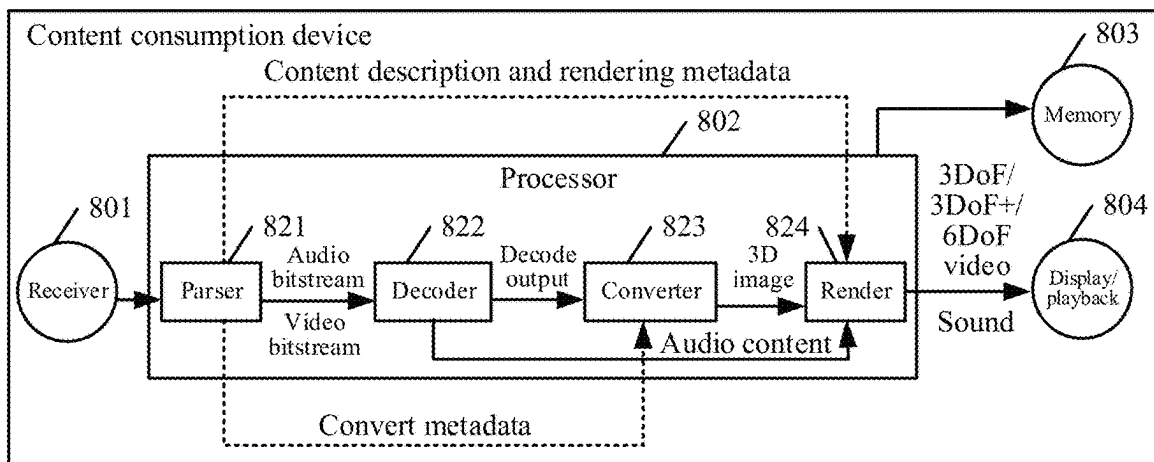 Content consumption device
803
Content description and rendering metadata
Memory
802
Processor
3DoF/
3DoF+/
6DoF
video
801
821
822
823
824
804
Receiver
Parser
Audio
bitstream
Video
bitstream
Decoder
Decode
output
Converter
3D
image
Render
Display/
playback
Sound
Audio content
Convert metadata